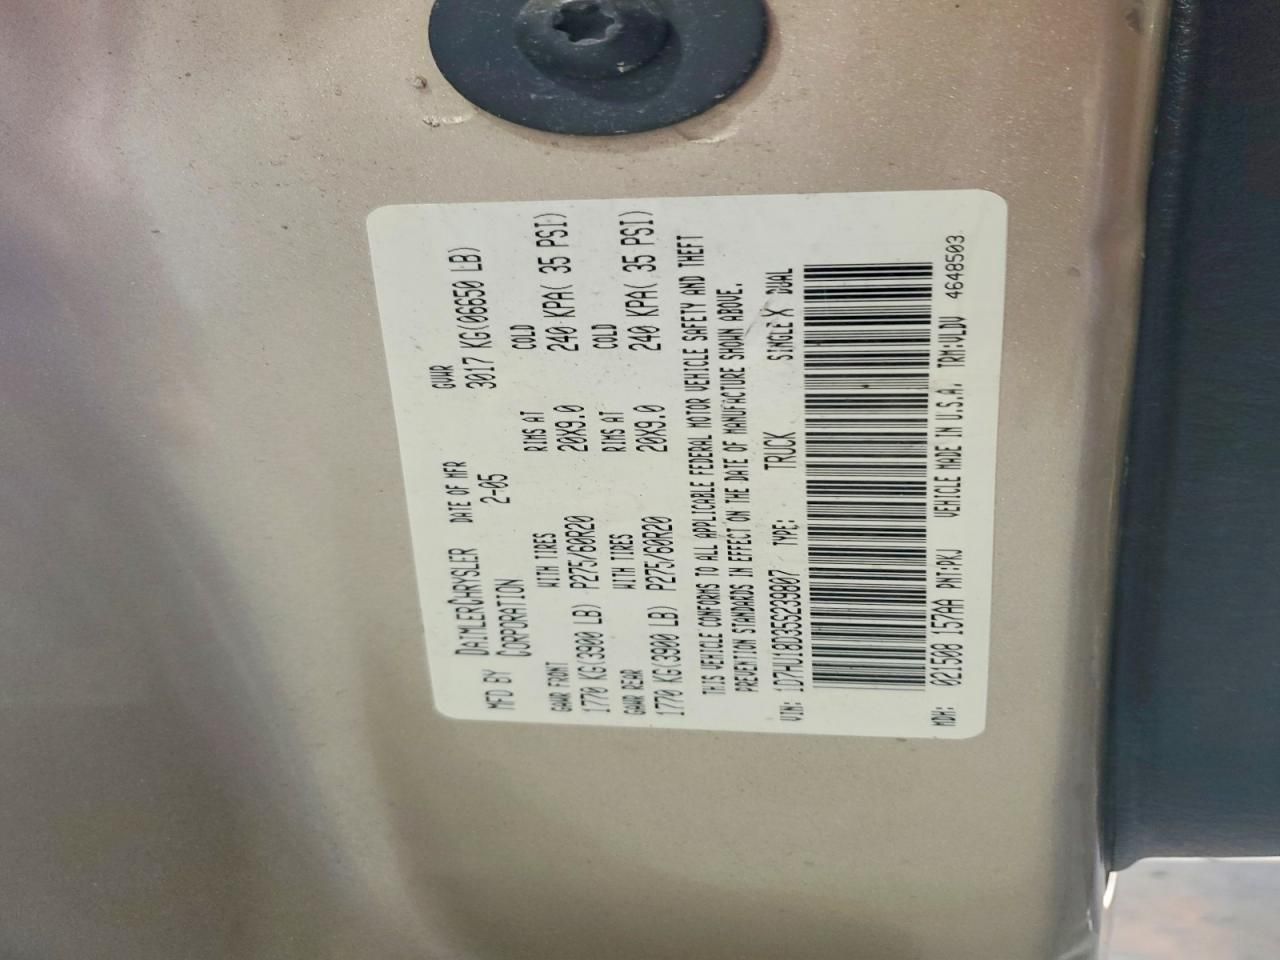 MFD BY DAIMLERCHRYSLER CORPORATION DATE OF MFR 2-05 GVWR 3017 KG(06650 LB)
GAWR FRONT WITH TIRES RIMS AT COLD
1770 KG(3900 LB) P275/60R20 20X9.0 240 KPA( 35 PSI)
GAWR REAR WITH TIRES RIMS AT COLD
1770 KG(3900 LB) P275/60R20 20X9.0 240 KPA( 35 PSI)
THIS VEHICLE CONFORMS TO ALL APPLICABLE FEDERAL MOTOR VEHICLE SAFETY AND THEFT
PREVENTION STANDARDS IN EFFECT ON THE DATE OF MANUFACTURE SHOWN ABOVE.
VIN: 1D7HU18D35S239807 TYPE: TRUCK SINGLE X DUAL
MDH: 021508 157AA PNT:PKJ VEHICLE MADE IN U.S.A. TRM:VLDV 4648503